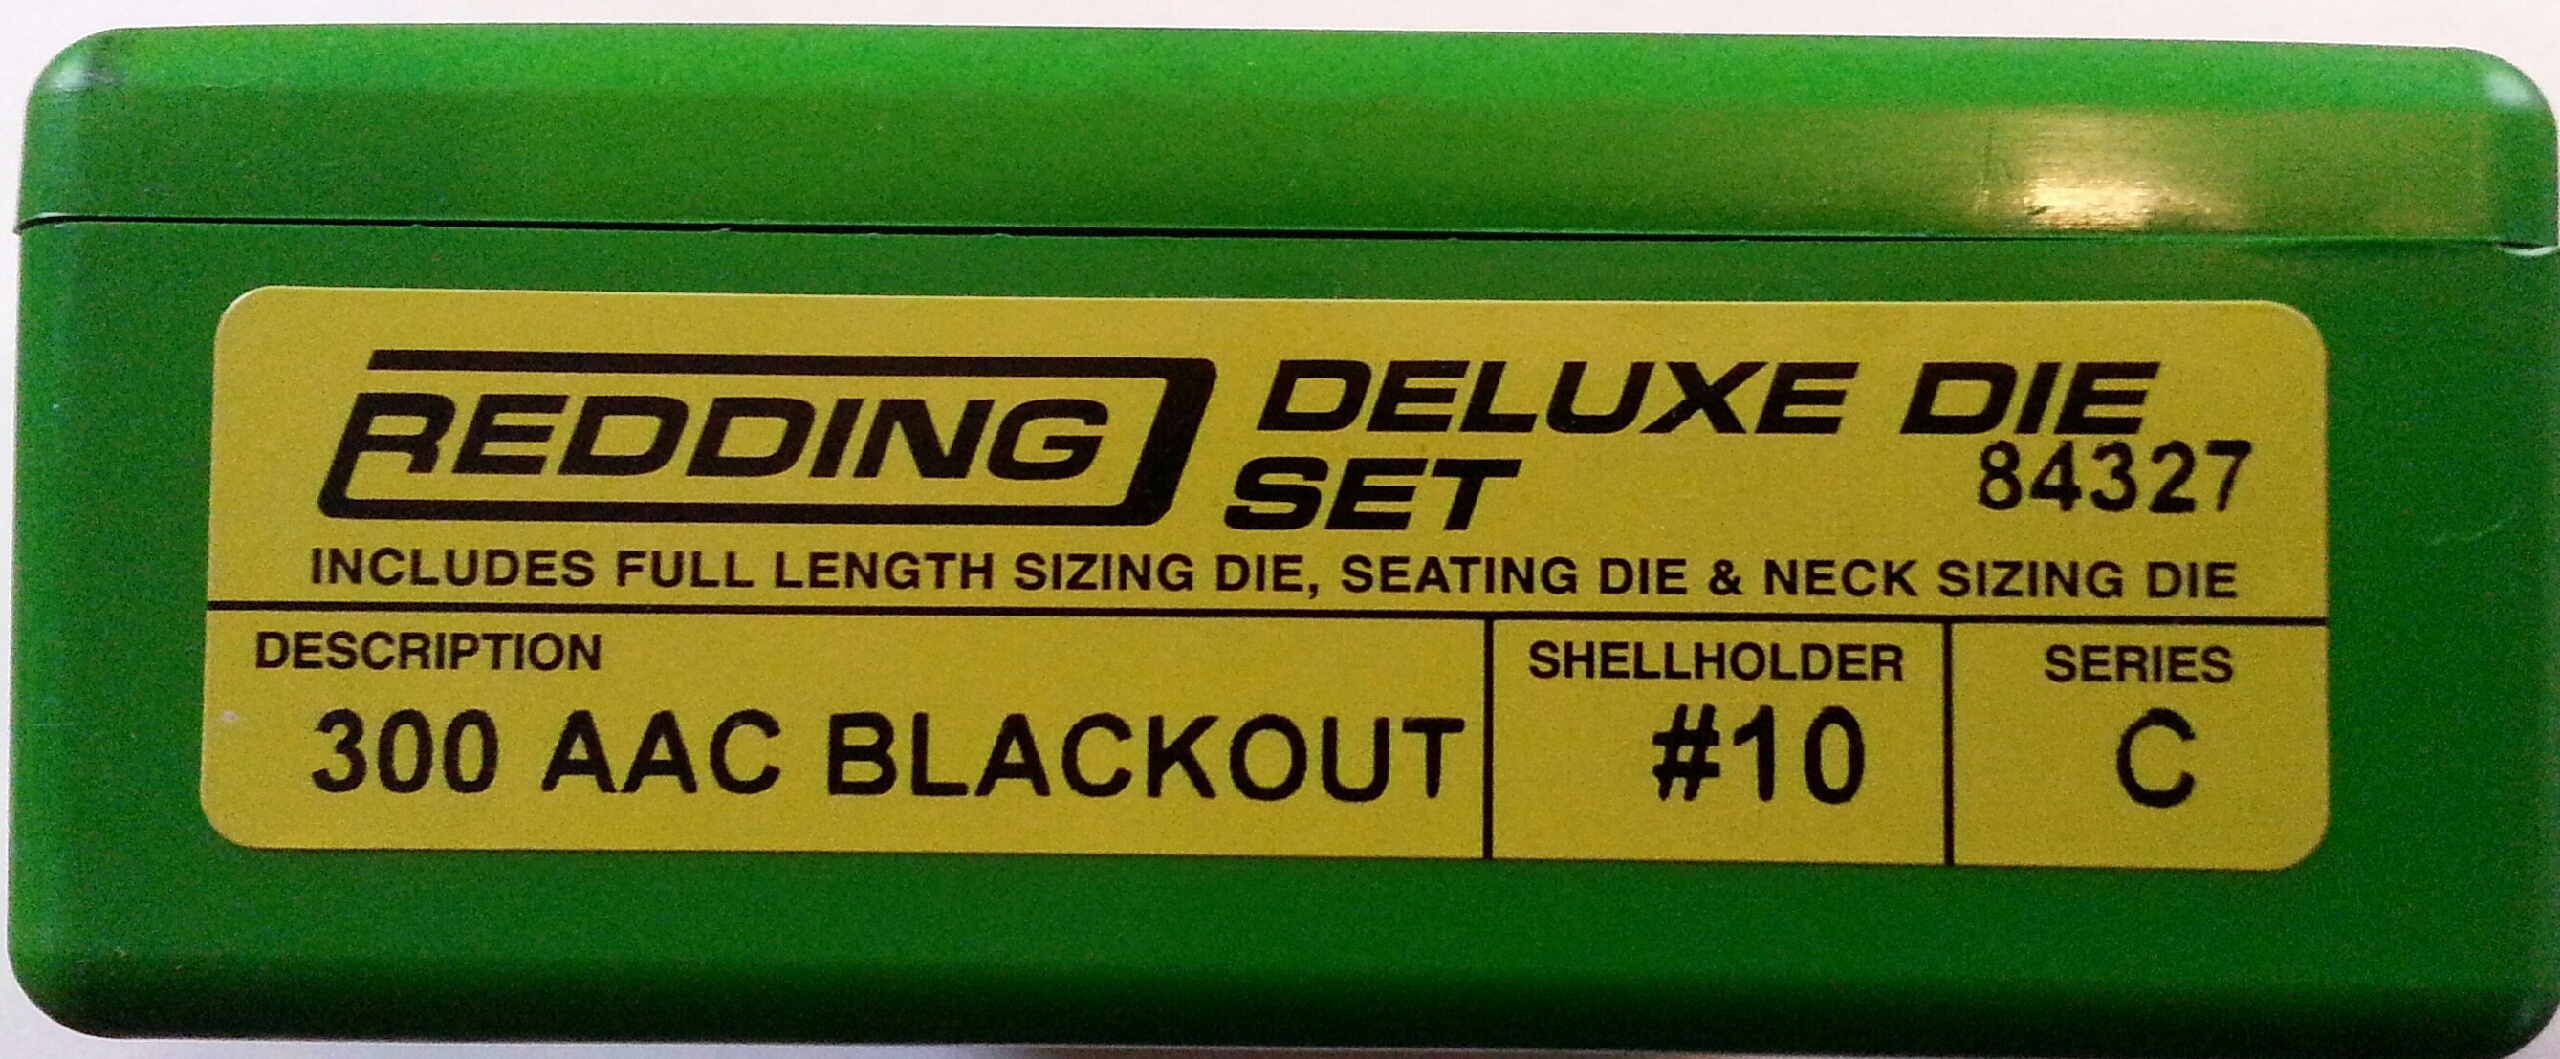 REDDING DELUXE DIE
SET 84327
INCLUDES FULL LENGTH SIZING DIE, SEATING DIE & NECK SIZING DIE
DESCRIPTION SHELLHOLDER SERIES
300 AAC BLACKOUT #10 C